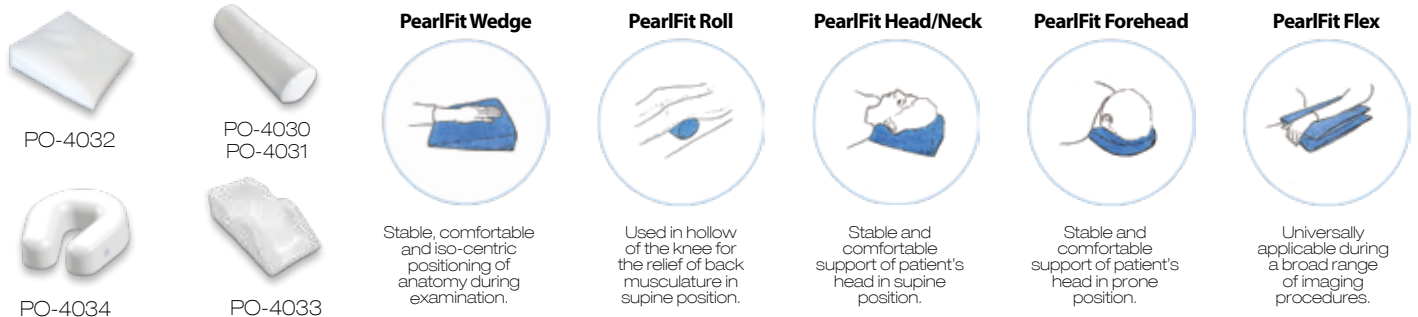 PO-4032
PO-4030
PO-4031
PO-4034
PO-4033
PearlFit Wedge
Stable, comfortable
and iso-centric
positioning of
anatomy during
examination.
PearlFit Roll
Used in hollow
of the knee for
the relief of back
musculature in
supine position.
PearlFit Head/Neck
Stable and
comfortable
support of patient's
head in supine
position.
PearlFit Forehead
Stable and
comfortable
support of patient's
head in prone
position.
PearlFit Flex
Universally
applicable during
a broad range
of imaging
procedures.